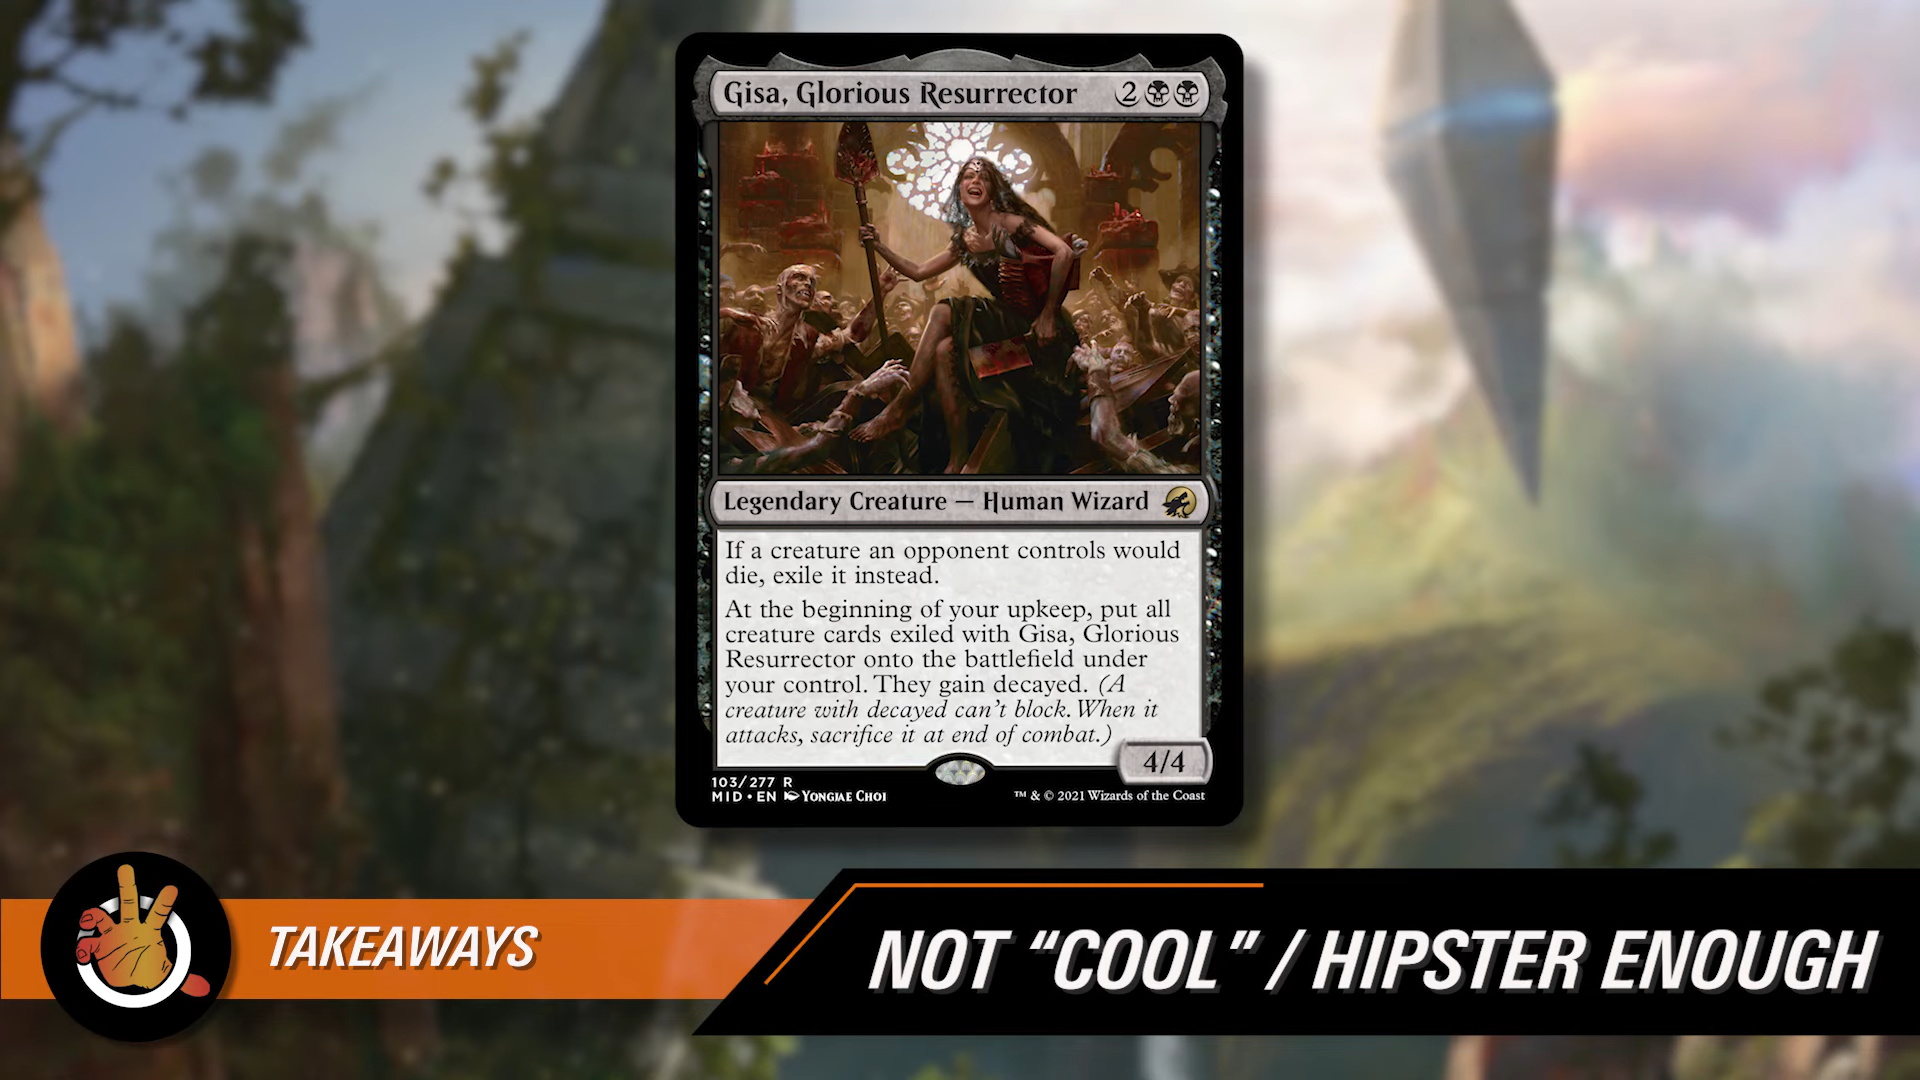 Gisa, Glorious Resurrector 2
Legendary Creature — Human Wizard
If a creature an opponent controls would
die, exile it instead.
At the beginning of your upkeep, put all
creature cards exiled with Gisa, Glorious
Resurrector onto the battlefield under
your control. They gain decayed. (A
creature with decayed can't block. When it
attacks, sacrifice it at end of combat.)
4/4
103/277 R
MID • EN YONGJAE CHOI
™ & © 2021 Wizards of the Coast
TAKEAWAYS
NOT "COOL" / HIPSTER ENOUGH